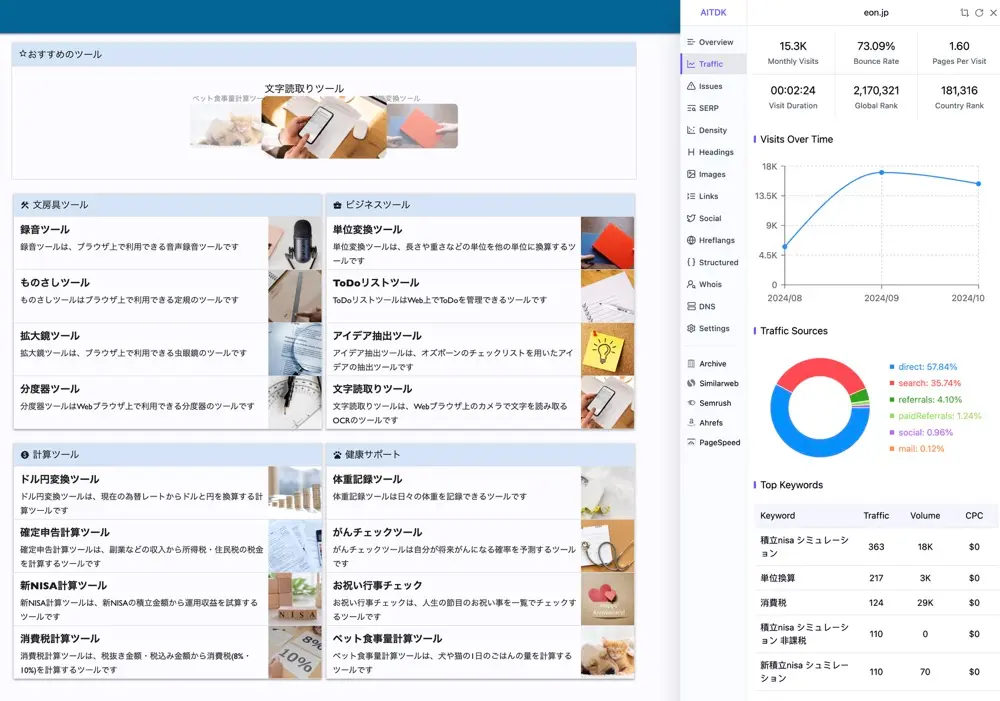 ☆おすすめのツール
文字読取りツール
ペット食事量計算ツー
変換ツール
文房具ツール
録音ツール
録音ツールは、ブラウザ上で利用できる音声録音ツールです
ものさしツール
ものさしツールはブラウザ上で利用できる定規のツールです
拡大鏡ツール
拡大鏡ツールは、ブラウザ上で利用できる虫眼鏡のツールです
分度器ツール
分度器ツールはWebブラウザ上で利用できる分度器のツールです
ビジネスツール
単位変換ツール
単位変換ツールは、長さや重さなどの単位を他の単位に換算するツ
ールです
ToDoリストツール
ToDoリストツールはWeb上でToDoを管理できるツールです
アイデア抽出ツール
アイデア抽出ツールは、オズボーンのチェックリストを用いたアイ
デアの抽出ツールです
文字読取りツール
文字読取りツールは、Webブラウザ上のカメラで文字を読み取る
OCRのツールです
計算ツール
ドル円変換ツール
ドル円変換ツールは、現在の為替レートからドルと円を換算する計
算ツールです
確定申告計算ツール
確定申告計算ツールは、副業などの収入から所得税・住民税の税金
を計算するツールです
新NISA計算ツール
新NISA計算ツールは、新NISAの積立金額から運用収益を試算する
ツールです
NISA
消費税計算ツール
消費税計算ツールは、税抜き金額・税込み金額から消費税(8%・
10%)を計算するツールです
8%
10%
健康サポート
体重記録ツール
体重記録ツールは日々の体重を記録できるツールです
がんチェックツール
がんチェックツールは自分が将来がんになる確率を予測するツール
です
お祝い行事チェック
お祝い行事チェックは、人生の節目のお祝い事を一覧でチェックす
るツールです
ペット食事量計算ツール
ペット食事量計算ツールは、犬や猫の1日のごはんの量を計算する
ツールです
AITDK
eon.jp
Overview
Traffic
Issues
SERP
Density
Headings
Images
Links
Social
Hreflangs
Structured
Whois
DNS
Settings
Archive
Similarweb
Semrush
Ahrefs
PageSpeed
15.3K
Monthly Visits
73.09%
Bounce Rate
1.60
Pages Per Visit
00:02:24
Visit Duration
2,170,321
Global Rank
181,316
Country Rank
Visits Over Time
18K
13.5K
9K
4.5K
0
2024/08 2024/09 2024/10
Traffic Sources
direct: 57.84%
search: 35.74%
referrals: 4.10%
paidReferrals: 1.24%
social: 0.96%
mail: 0.12%
Top Keywords
Keyword Traffic Volume CPC
積立nisa シミュレーシ
ョン 363 18K $0
単位換算 217 3K $0
消費税 124 29K $0
積立nisa シミュレーシ
ョン 非課税 110 0 $0
新積立nisa シュミレー
ション 110 70 $0